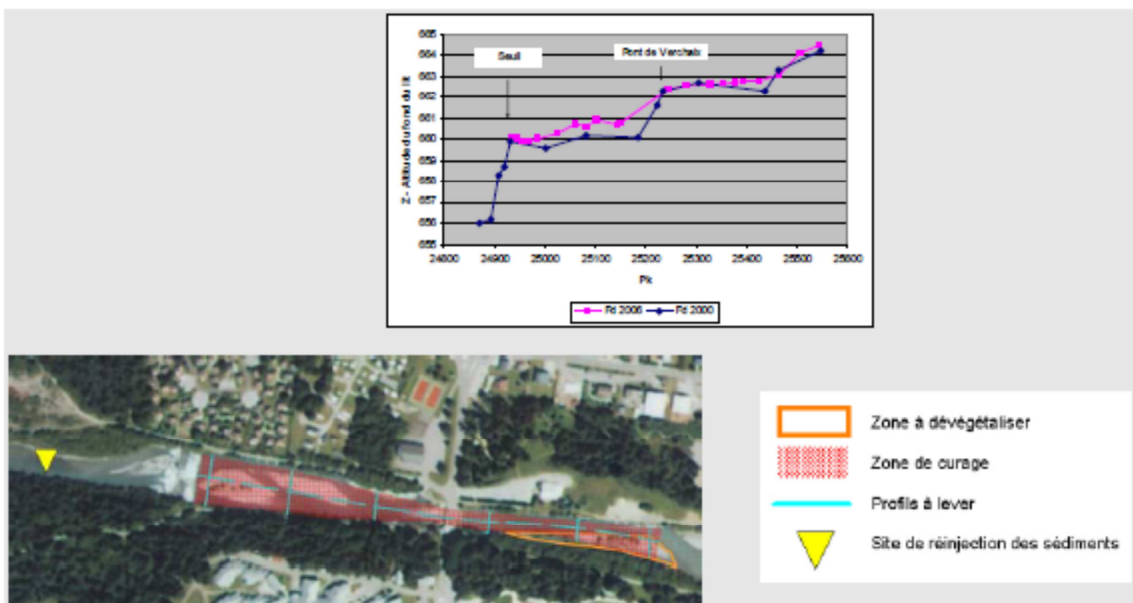 Seuil
Pont de Verchaix
Z - Altitude du fond du lit
665
664
663
662
661
660
659
658
657
656
655
24800 24900 25000 25100 25200 25300 25400 25500 25600
Pk
Fd 2006 Fd 2000
Zone à dévégétaliser
Zone de curage
Profils à lever
Site de réinjection des sédiments